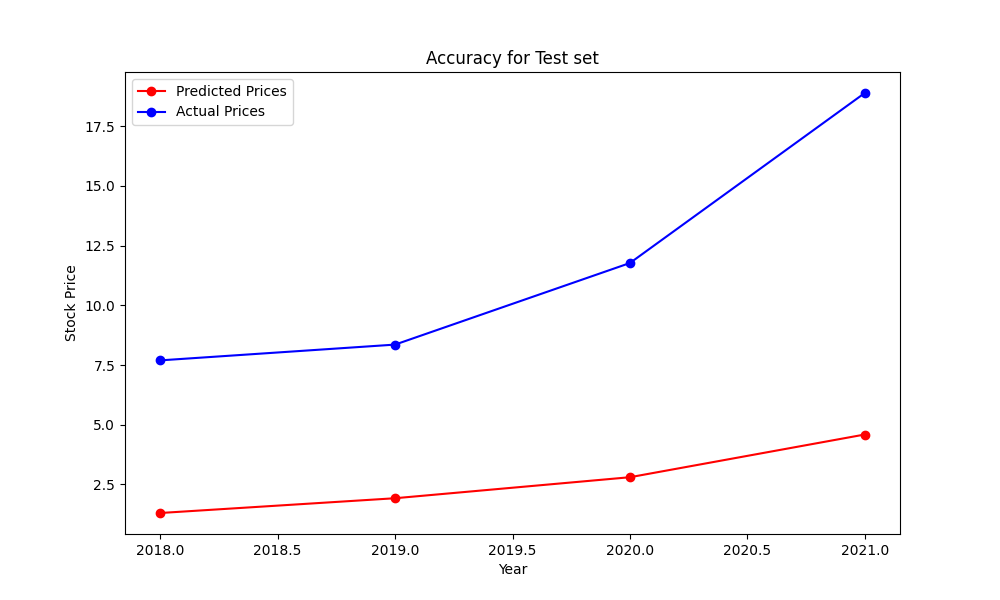 Accuracy for Test set
Predicted Prices
Actual Prices
17.5
15.0
12.5
10.0
7.5
5.0
2.5
Stock Price
2018.0 2018.5 2019.0 2019.5 2020.0 2020.5 2021.0
Year